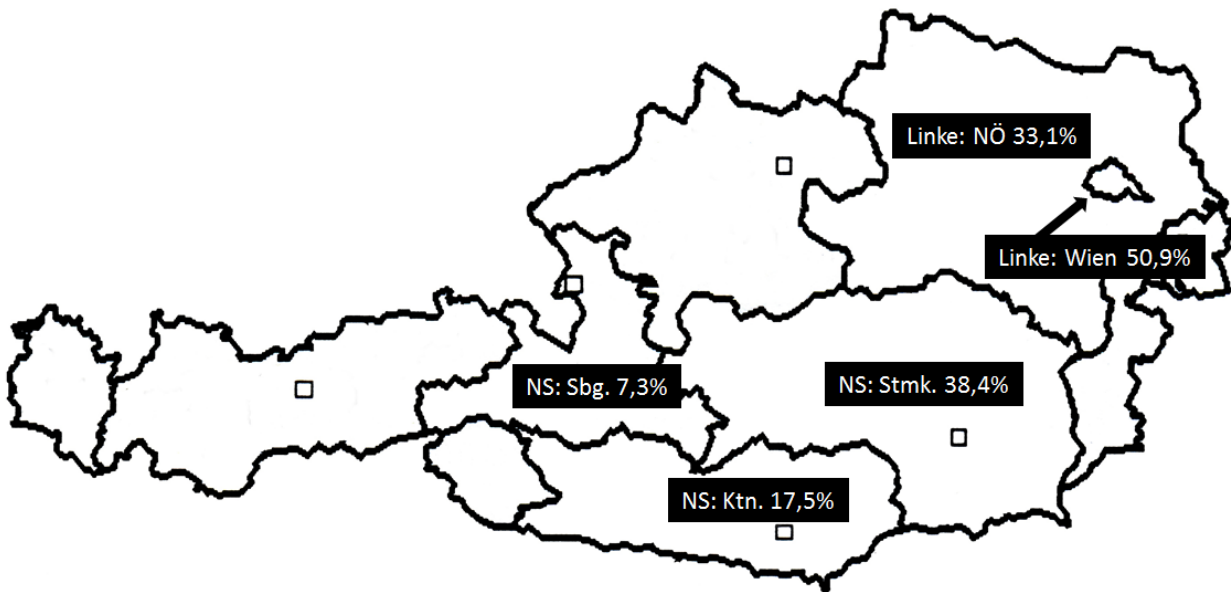 Linke: NÖ 33,1%
Linke: Wien 50,9%
NS: Sbg. 7,3%
NS: Stmk. 38,4%
NS: Ktn. 17,5%